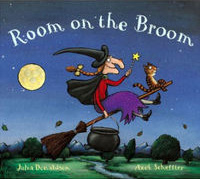 Room on the Broom
Julia Donaldson
Axel Scheffler